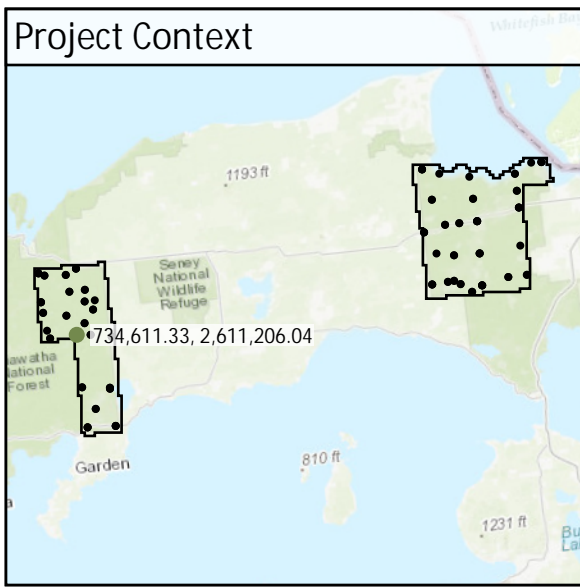 Project Context
Whitefish Bay
1193 ft
Seney
National
Wildlife
Refuge
734,611.33, 2,611,206.04
awatha
National
Forest
Garden
810 ft
a
1231 ft
Bu
La